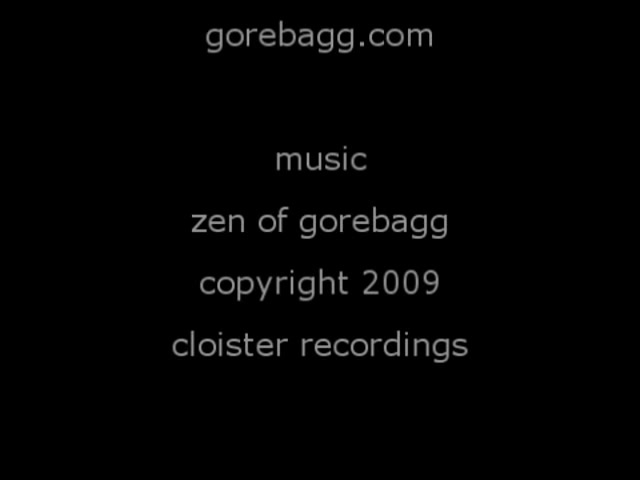 gorebagg.com
music
zen of gorebagg
copyright 2009
cloister recordings